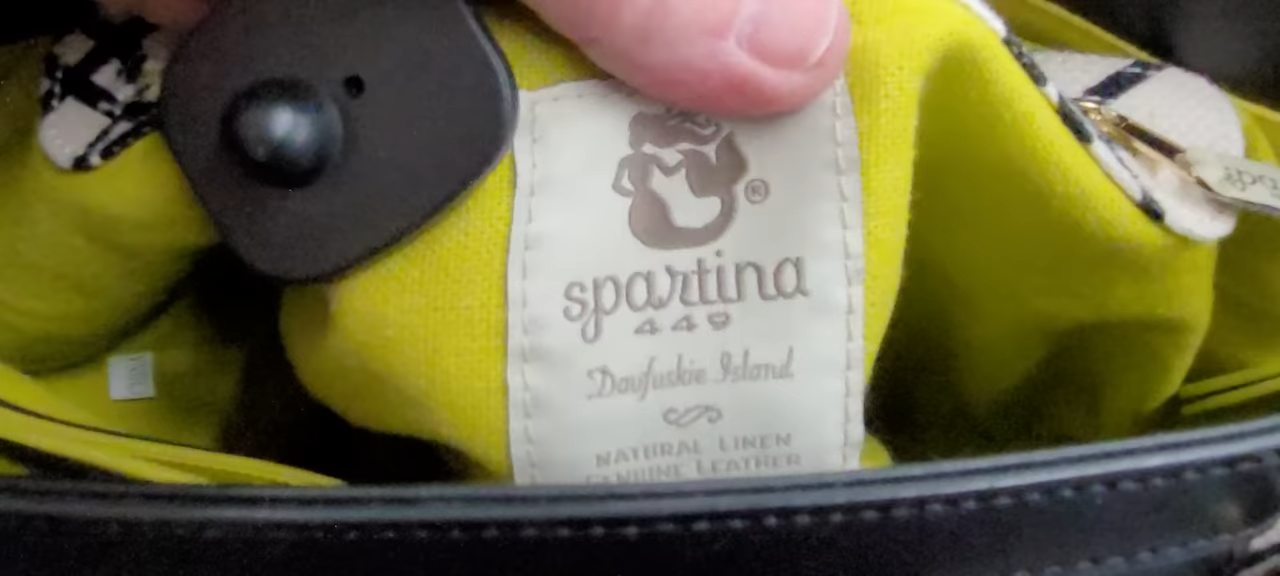 ®
spartina
449
Daufuskie Island
NATURAL LINEN
GENUINE LEATHER